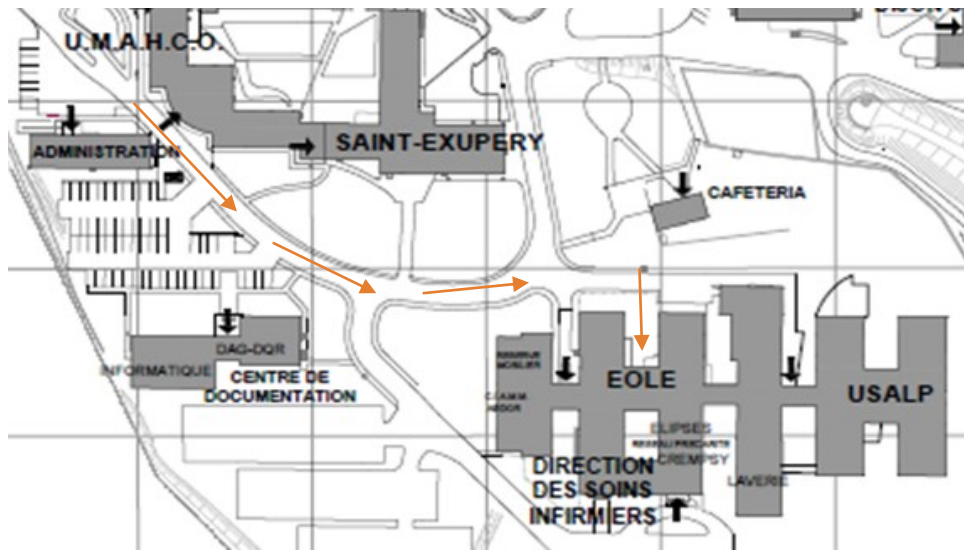 U.M.A.H.C.O.
ADMINISTRATION
SAINT-EXUPERY
CAFETERIA
DAG-DQR
INFORMATIQUE
CENTRE DE
DOCUMENTATION
EOLE
USALP
ELIPSES
CREMPSY
LAVERIE
DIRECTION
DES SOINS
INFIRMIERS